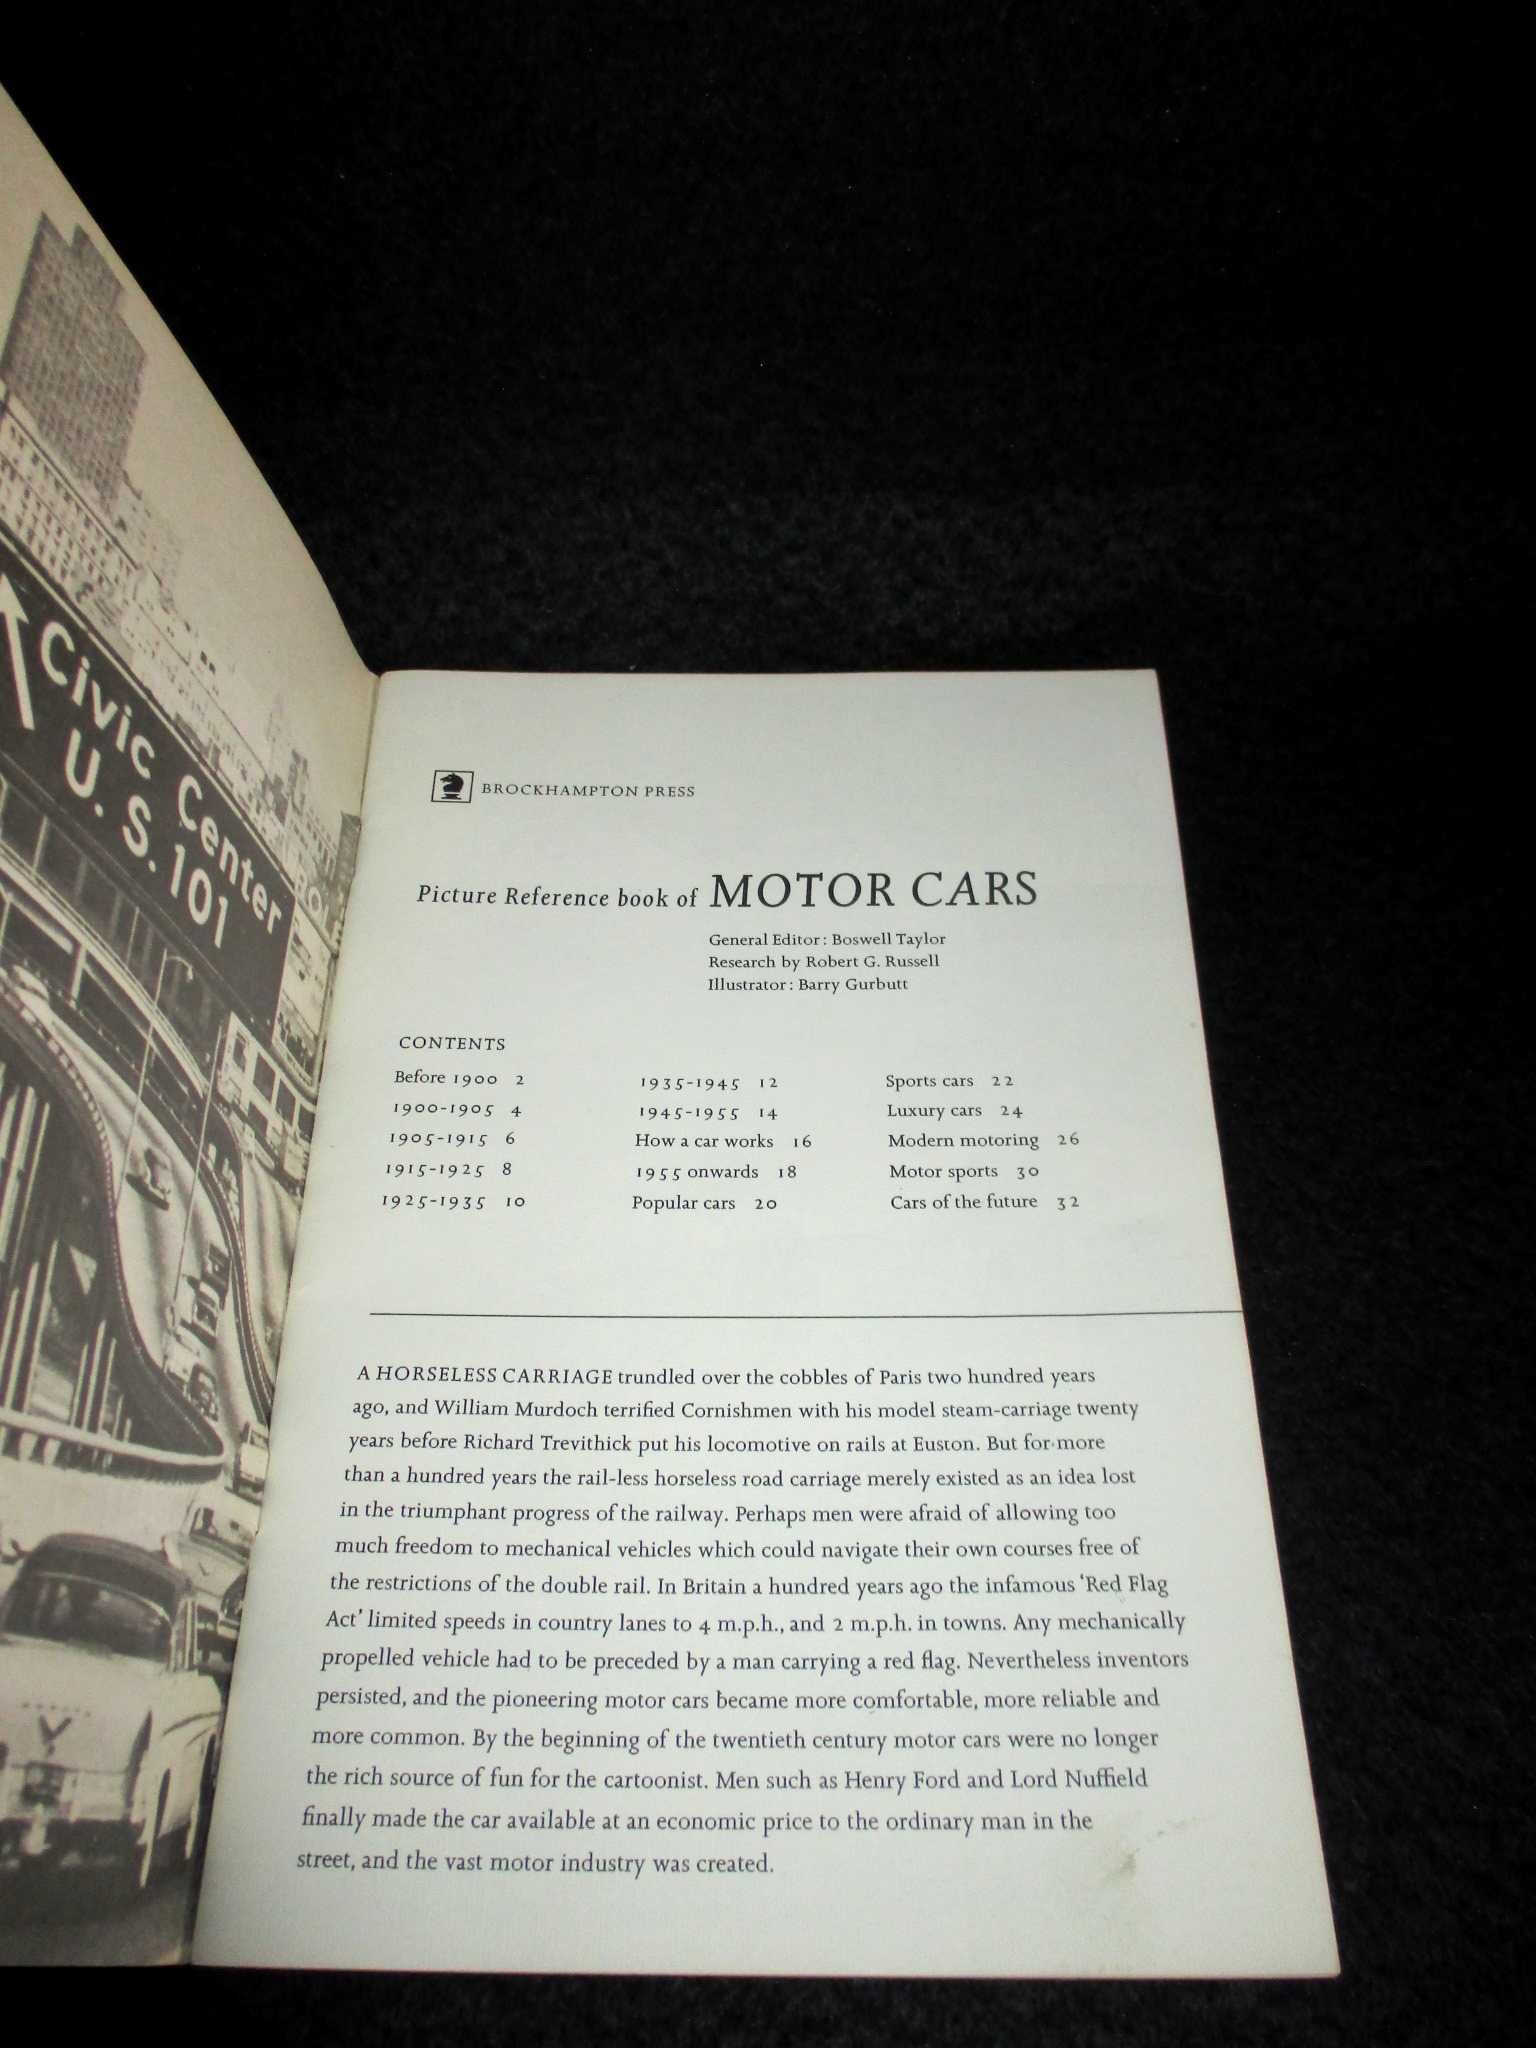 Civic Center
U.S. 101
BROCKHAMPTON PRESS
Picture Reference book of MOTOR CARS
General Editor: Boswell Taylor
Research by Robert G. Russell
Illustrator: Barry Gurbutt
CONTENTS
Before 1900 2
1900-1905 4
1905-1915 6
1915-1925 8
1925-1935 10
1935-1945 12
1945-1955 14
How a car works 16
1955 onwards 18
Popular cars 20
Sports cars 22
Luxury cars 24
Modern motoring 26
Motor sports 30
Cars of the future 32
A HORSELESS CARRIAGE trundled over the cobbles of Paris two hundred years
ago, and William Murdoch terrified Cornishmen with his model steam-carriage twenty
years before Richard Trevithick put his locomotive on rails at Euston. But for more
than a hundred years the rail-less horseless road carriage merely existed as an idea lost
in the triumphant progress of the railway. Perhaps men were afraid of allowing too
much freedom to mechanical vehicles which could navigate their own courses free of
the restrictions of the double rail. In Britain a hundred years ago the infamous 'Red Flag
Act' limited speeds in country lanes to 4 m.p.h., and 2 m.p.h. in towns. Any mechanically
propelled vehicle had to be preceded by a man carrying a red flag. Nevertheless inventors
persisted, and the pioneering motor cars became more comfortable, more reliable and
more common. By the beginning of the twentieth century motor cars were no longer
the rich source of fun for the cartoonist. Men such as Henry Ford and Lord Nuffield
finally made the car available at an economic price to the ordinary man in the
street, and the vast motor industry was created.